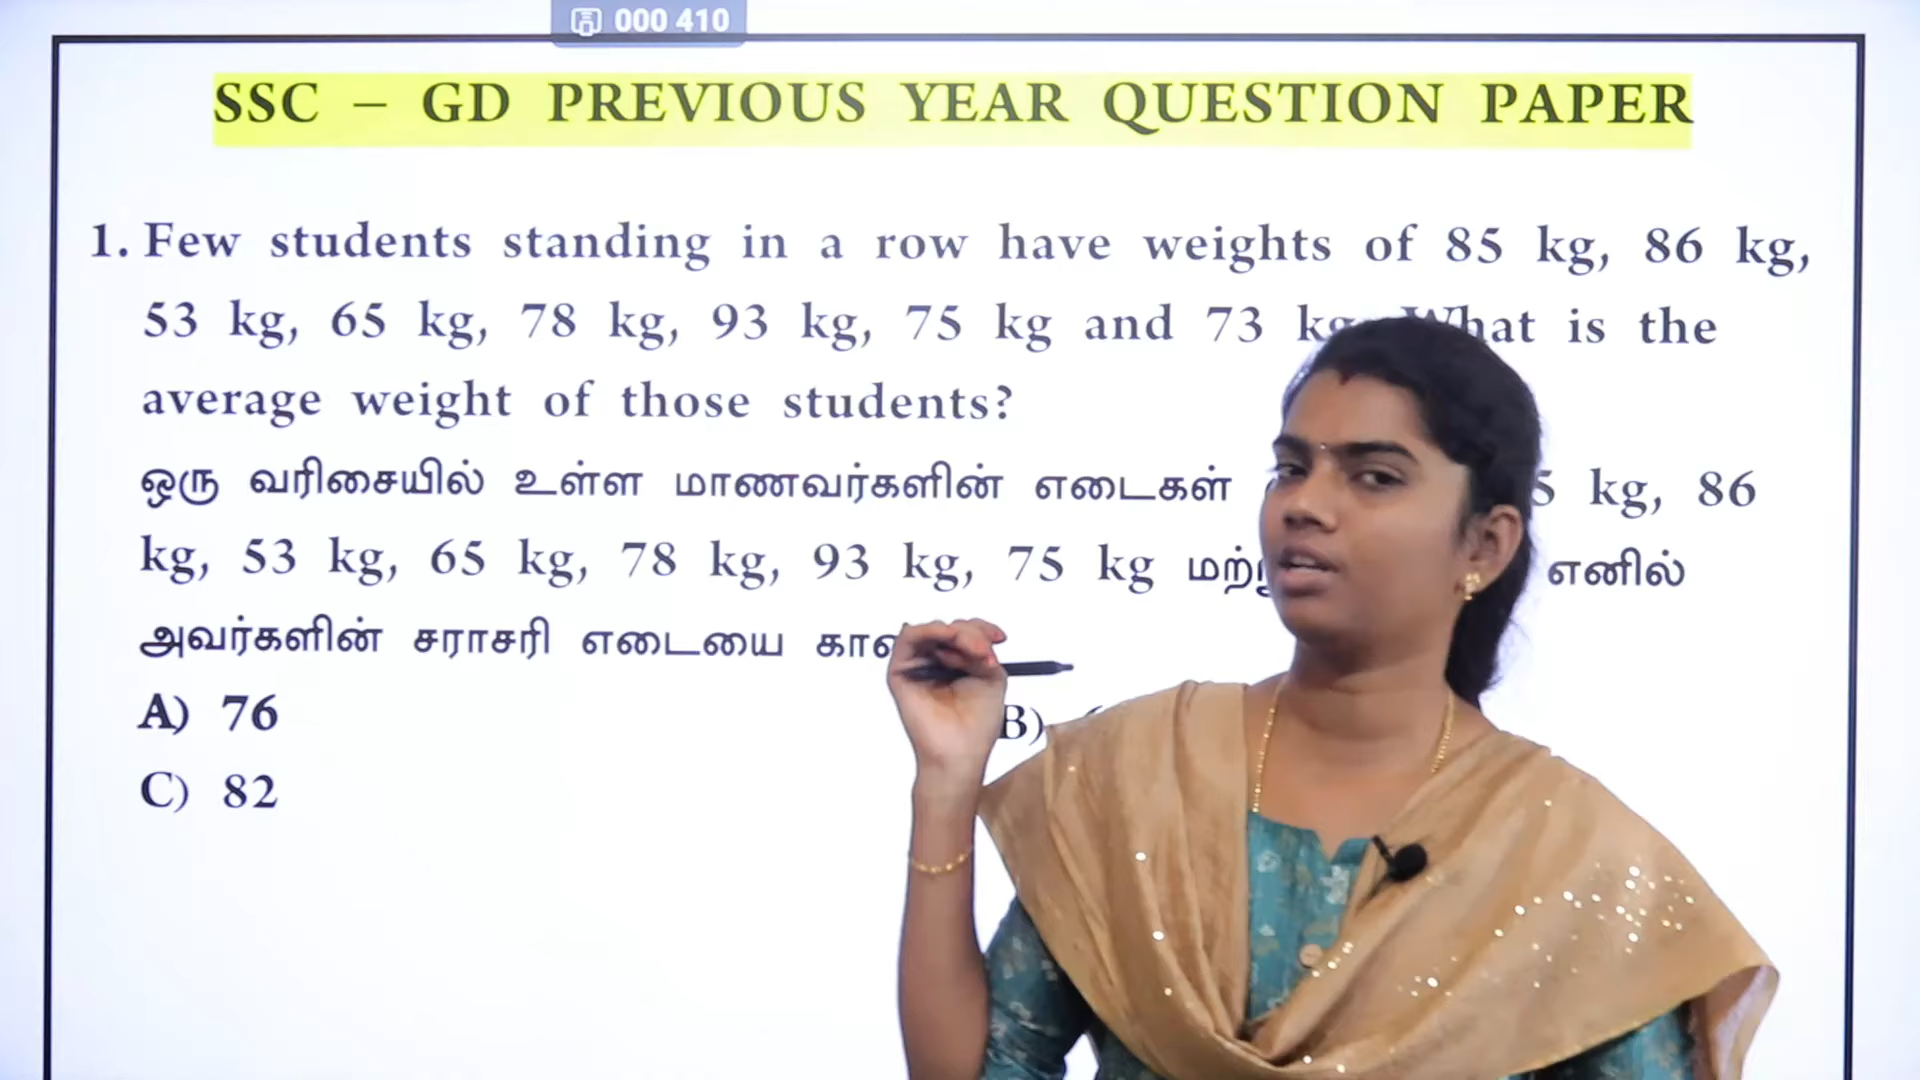 000 410
SSC – GD PREVIOUS YEAR QUESTION PAPER
1. Few students standing in a row have weights of 85 kg, 86 kg,
53 kg, 65 kg, 78 kg, 93 kg, 75 kg and 73 kg. What is the
average weight of those students?
ஒரு வரிசையில் உள்ள மாணவர்களின் எடைகள் kg, 86
kg, 53 kg, 65 kg, 78 kg, 93 kg, 75 kg எனில்
அவர்களின் சராசரி எடையை
A) 76 B)
C) 82